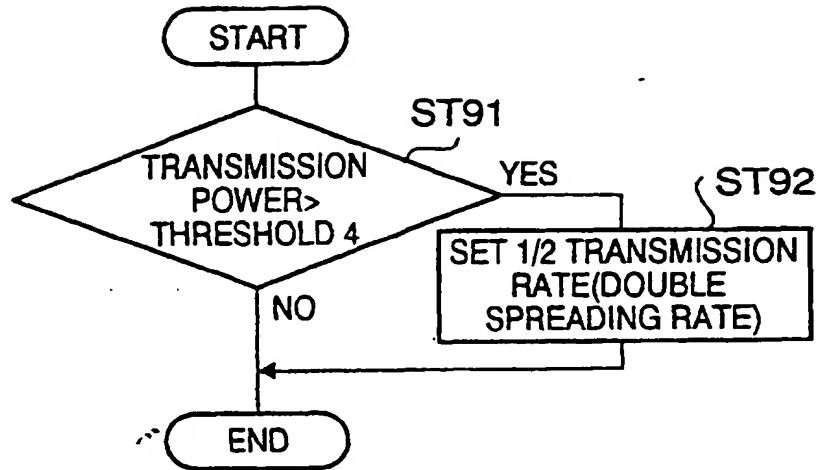 START
ST91
TRANSMISSION
POWER>
THRESHOLD 4
YES
ST92
SET 1/2 TRANSMISSION
RATE(DOUBLE
SPREADING RATE)
NO
END